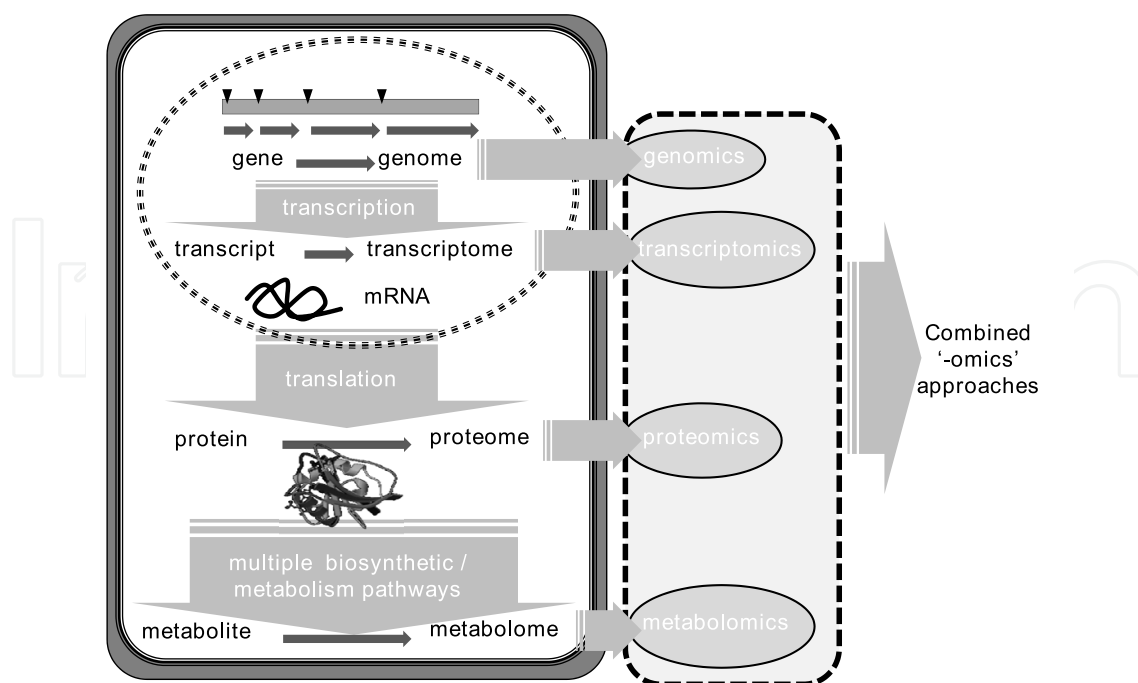 gene genome
genomics
transcription
transcript transcriptome
transcriptomics
mRNA
translation
protein proteome
proteomics
multiple biosynthetic /
metabolism pathways
metabolite metabolome
metabolomics
Combined
‘-omics’
approaches